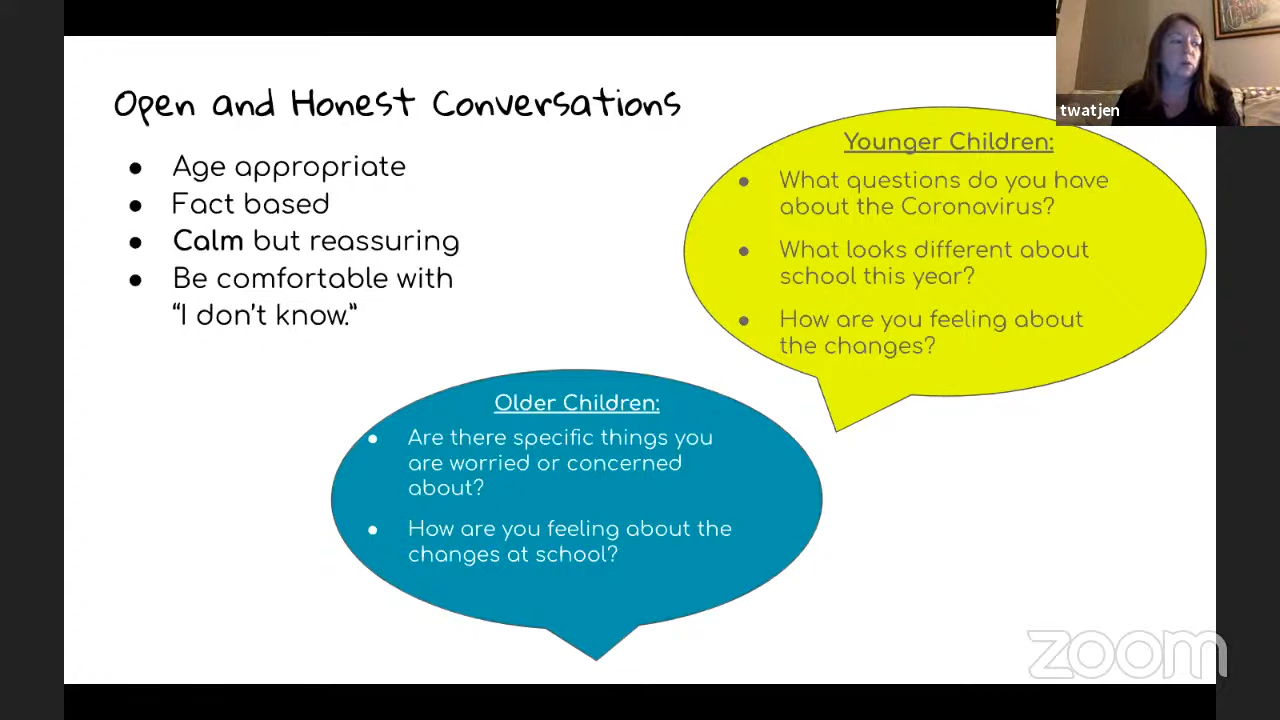 Open and Honest Conversations
● Age appropriate
● Fact based
● Calm but reassuring
● Be comfortable with
“I don't know.”
twatjen
Younger Children:
● What questions do you have
about the Coronavirus?
● What looks different about
school this year?
● How are you feeling about
the changes?
Older Children:
● Are there specific things you
are worried or concerned
about?
● How are you feeling about the
changes at school?
zoom